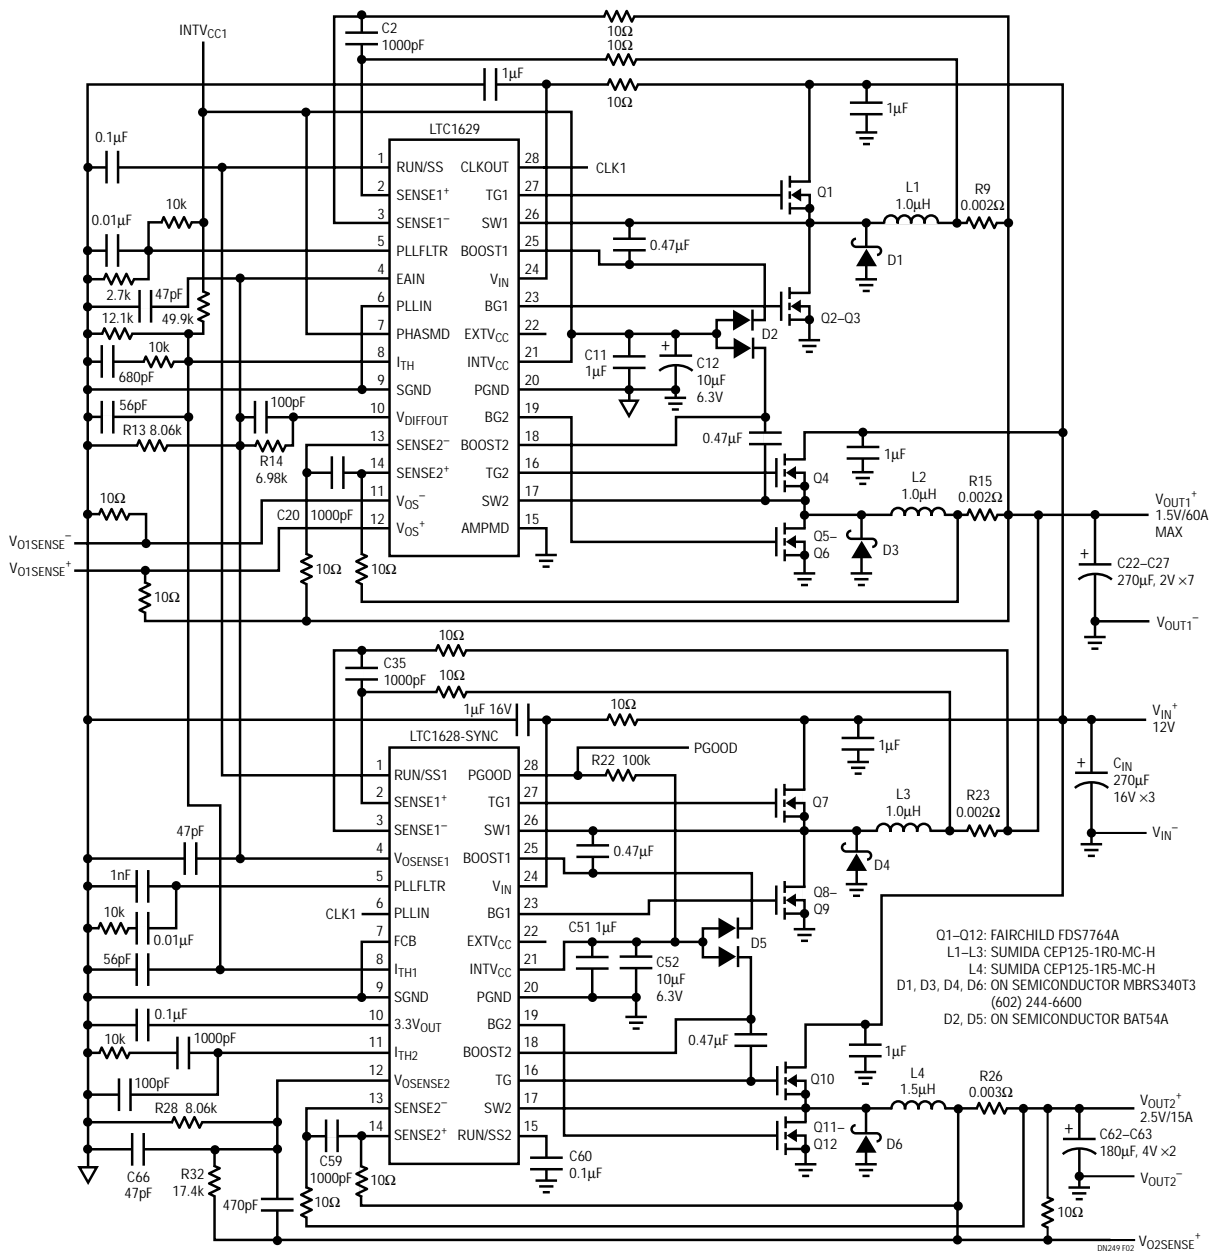 INTVCC1
C2
1000pF
10Ω
10Ω
10Ω
1µF
1µF
LTC1629
0.1µF
1 RUN/SS CLKOUT 28 CLK1
2 SENSE1+ TG1 27 Q1
3 SENSE1− SW1 26
5 PLLFLTR BOOST1 25
4 EAIN VIN 24
6 PLLIN BG1 23
7 PHASMD EXTVCC 22
8 ITH INTVCC 21
9 SGND PGND 20
10 VDIFFOUT BG2 19
13 SENSE2− BOOST2 18
14 SENSE2+ TG2 17 16
11 VOS− SW2 17
12 VOS+ AMPMD 15
L1
1.0µH
R9
0.002Ω
10k
0.01µF
0.47µF
D1
2.7k
47pF
12.1k
49.9k
Q2–Q3
D2
10k
680pF
C11
1µF
+
C12
10µF
6.3V
56pF
100pF
R13 8.06k
R14
6.98k
0.47µF
1µF
Q4
L2
1.0µH
R15
0.002Ω
10Ω
C20 1000pF
VOUT1+
1.5V/60A
MAX
VO1SENSE−
VO1SENSE+
Q5–
Q6
D3
10Ω
10Ω
10Ω
+
C22–C27
270µF, 2V ×7
VOUT1−
10Ω
C35
1000pF
10Ω
1µF 16V
10Ω
VIN+
12V
LTC1628-SYNC
PGOOD
R22 100k
1µF
+
CIN
270µF
16V ×3
VIN−
1 RUN/SS1 PGOOD 28
2 SENSE1+ TG1 27 Q7
3 SENSE1− SW1 26
4 VOSENSE1 BOOST1 25
5 PLLFLTR VIN 24
CLK1 6 PLLIN BG1 23
7 FCB EXTVCC 22
8 ITH1 INTVCC 21
9 SGND PGND 20
10 3.3VOUT BG2 19
11 ITH2 BOOST2 18
12 VOSENSE2 TG 16
13 SENSE2− SW2 17
14 SENSE2+ RUN/SS2 15
L3
1.0µH
R23
0.002Ω
47pF
0.47µF
D4
1nF
10k
0.01µF
Q8–
Q9
C51 1µF
D5
56pF
C52
10µF
6.3V
Q1–Q12: FAIRCHILD FDS7764A
L1–L3: SUMIDA CEP125-1R0-MC-H
L4: SUMIDA CEP125-1R5-MC-H
D1, D3, D4, D6: ON SEMICONDUCTOR MBRS340T3
(602) 244-6600
D2, D5: ON SEMICONDUCTOR BAT54A
0.1µF
10k
1000pF
0.47µF
1µF
100pF
Q10
L4
1.5µH
R26
0.003Ω
R28 8.06k
VOUT2+
2.5V/15A
Q11–
Q12
D6
+
C62–C63
180µF, 4V ×2
C66
47pF
R32
17.4k
C59
1000pF
C60
0.1µF
VOUT2−
470pF
10Ω
10Ω
10Ω
VO2SENSE+
DN249 F02